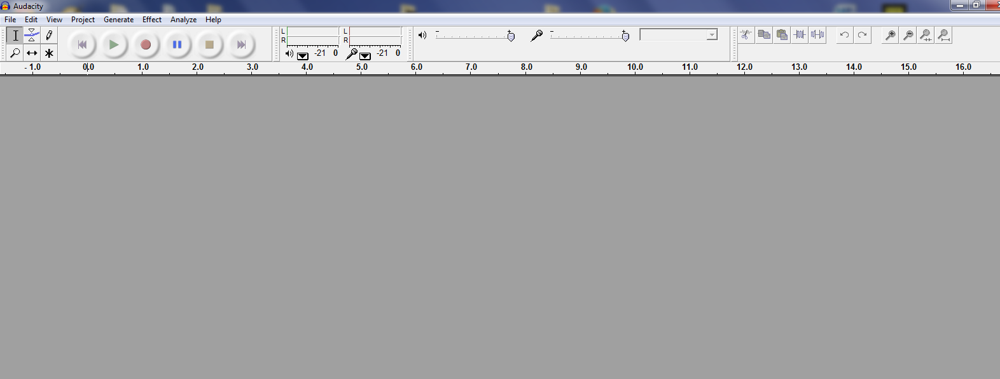 Audacity
File Edit View Project Generate Effect Analyze Help
L L
R R
-21 0 -21 0
- 1.0 0.0 1.0 2.0 3.0 4.0 5.0 6.0 7.0 8.0 9.0 10.0 11.0 12.0 13.0 14.0 15.0 16.0